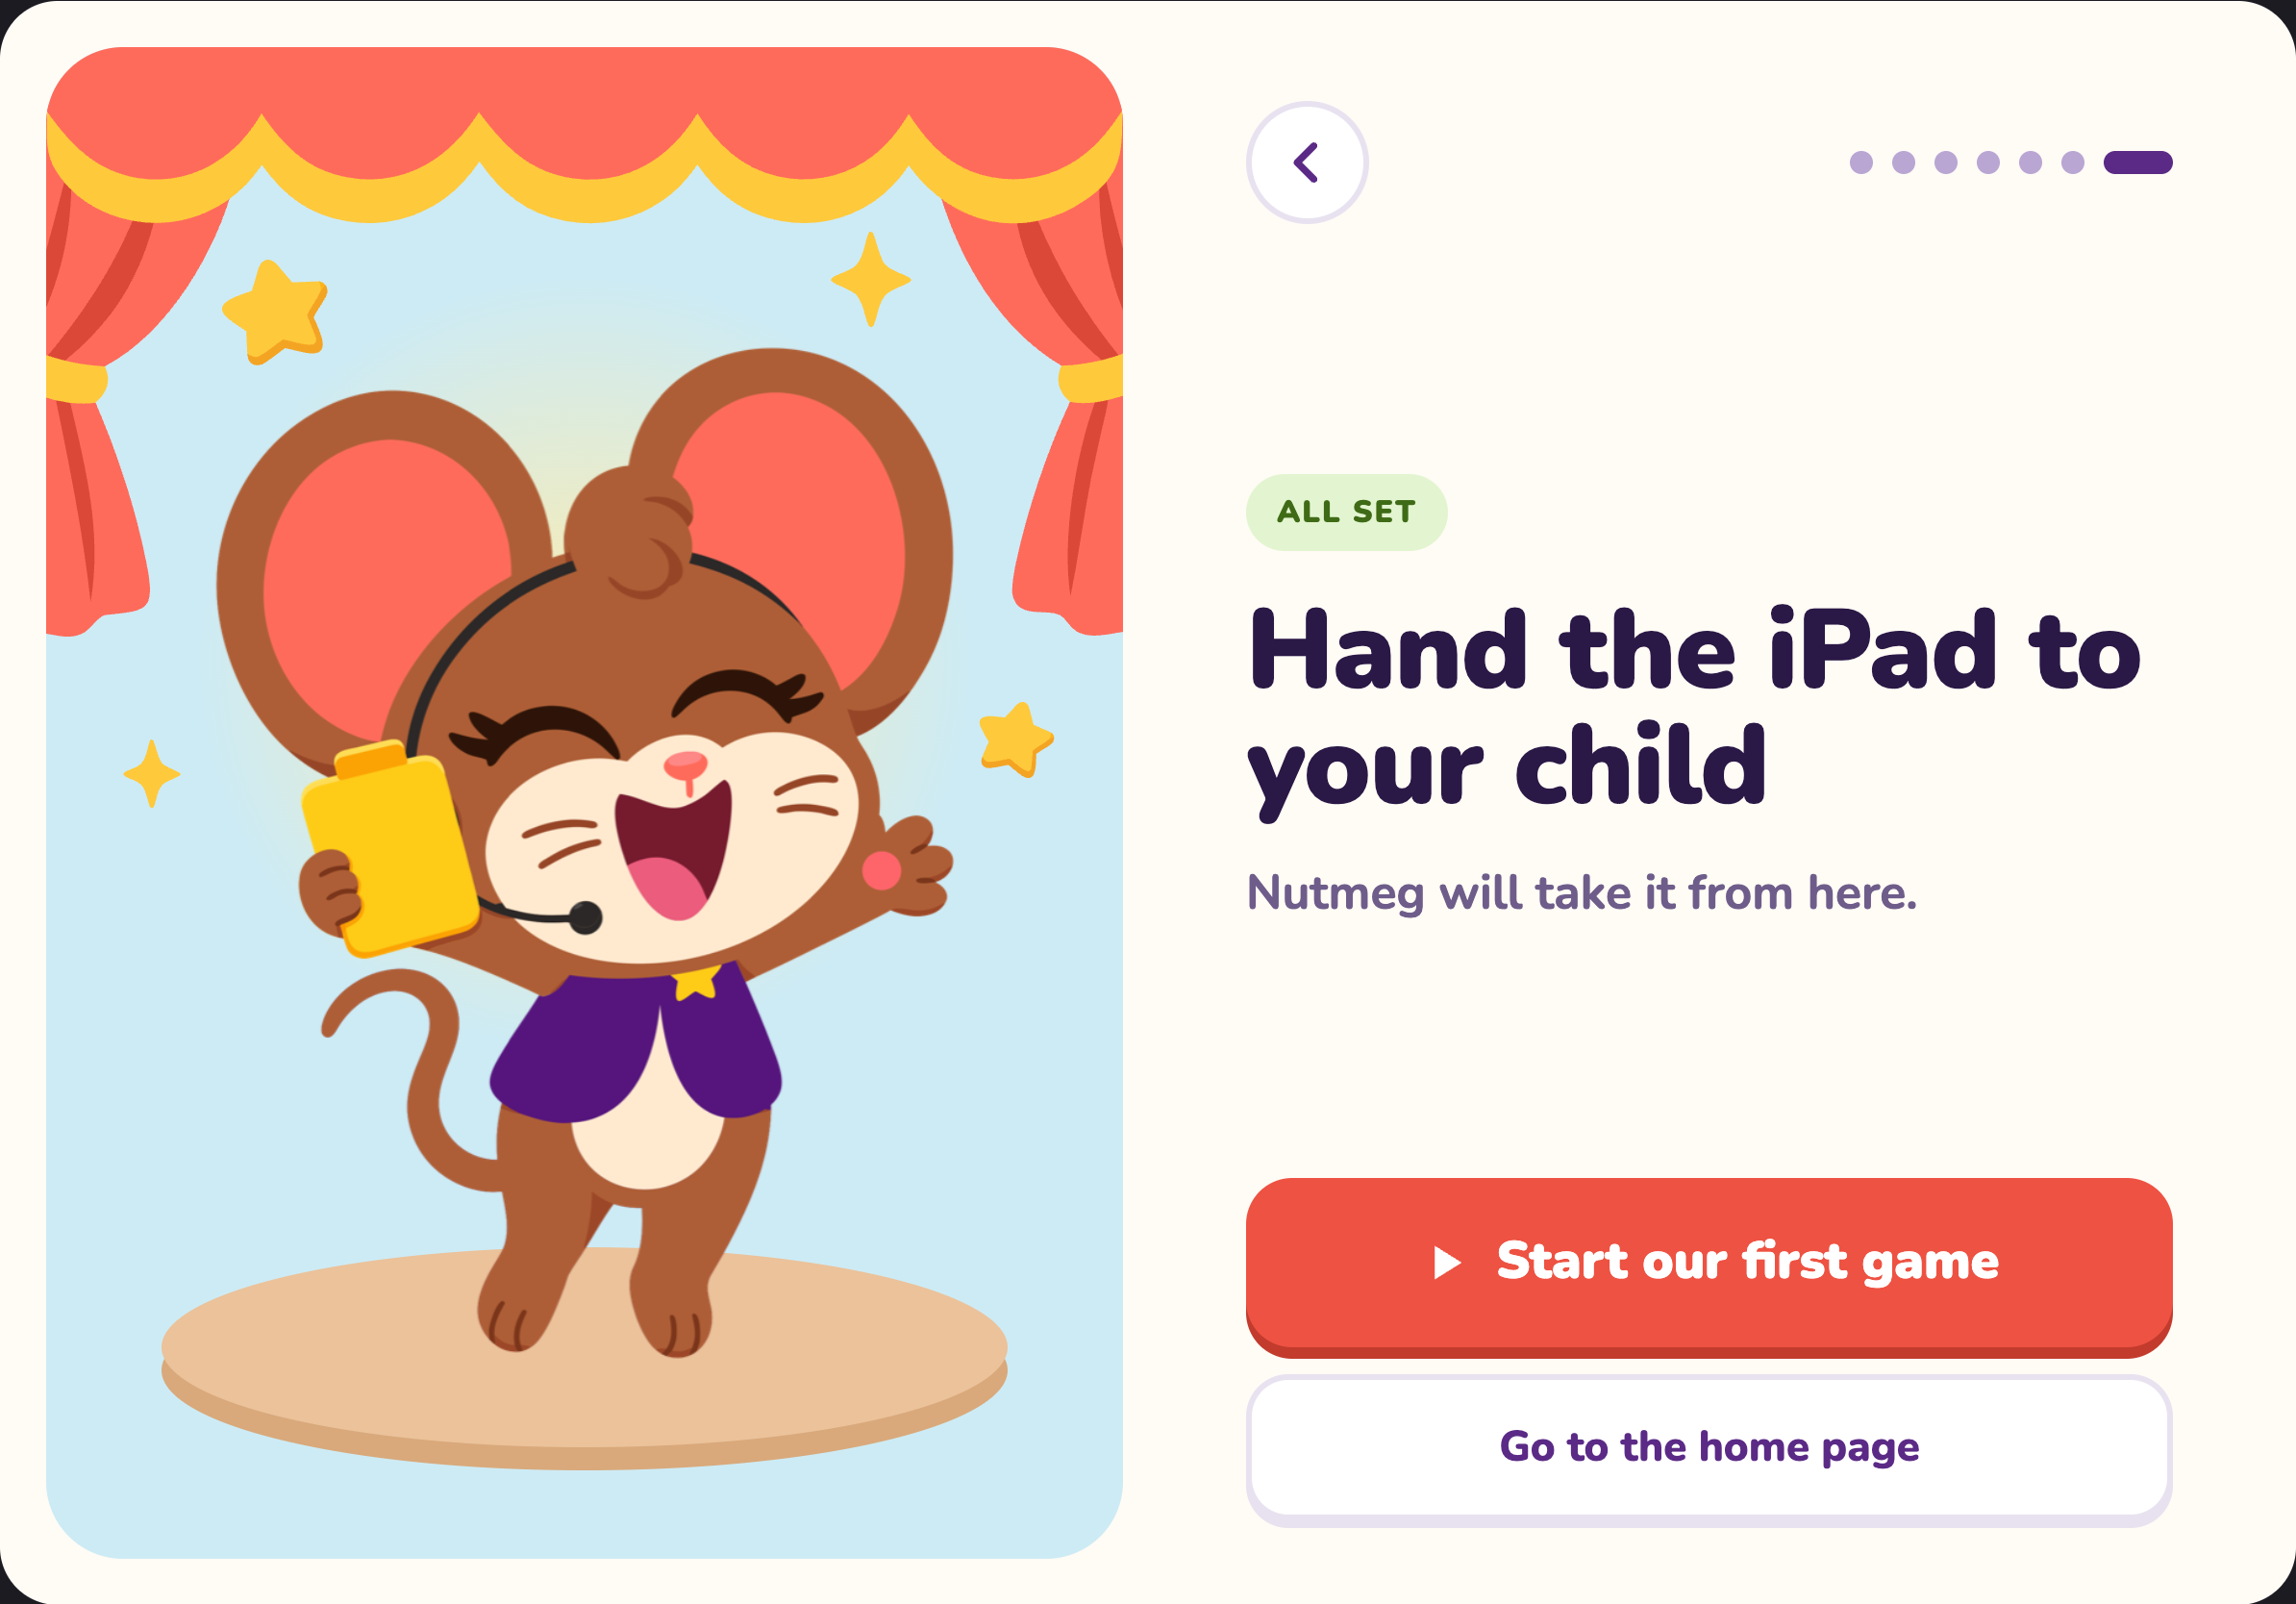 ALL SET
Hand the iPad to
your child
Nutmeg will take it from here.
Start our first game
Go to the home page